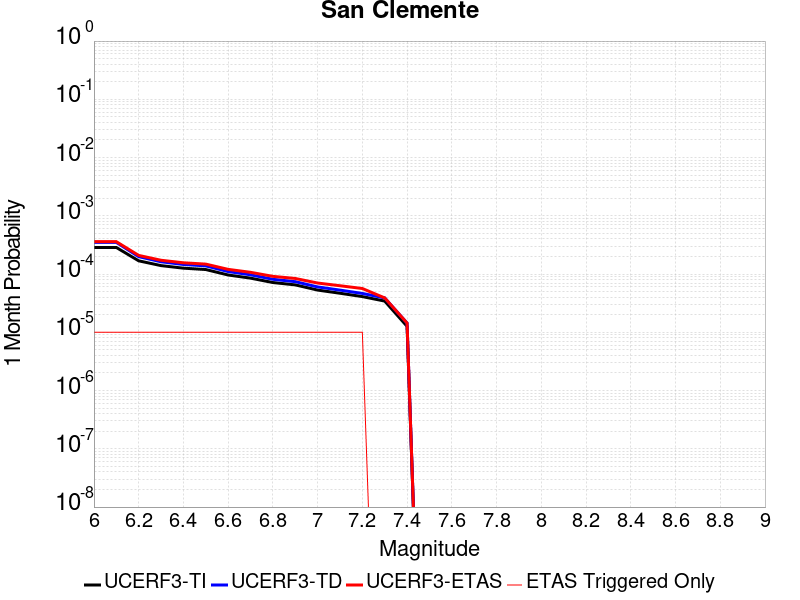 San Clemente
10^0
10^-1
10^-2
10^-3
10^-4
10^-5
10^-6
10^-7
10^-8
1 Month Probability
6 6.2 6.4 6.6 6.8 7 7.2 7.4 7.6 7.8 8 8.2 8.4 8.6 8.8 9
Magnitude
UCERF3-TI UCERF3-TD UCERF3-ETAS ETAS Triggered Only